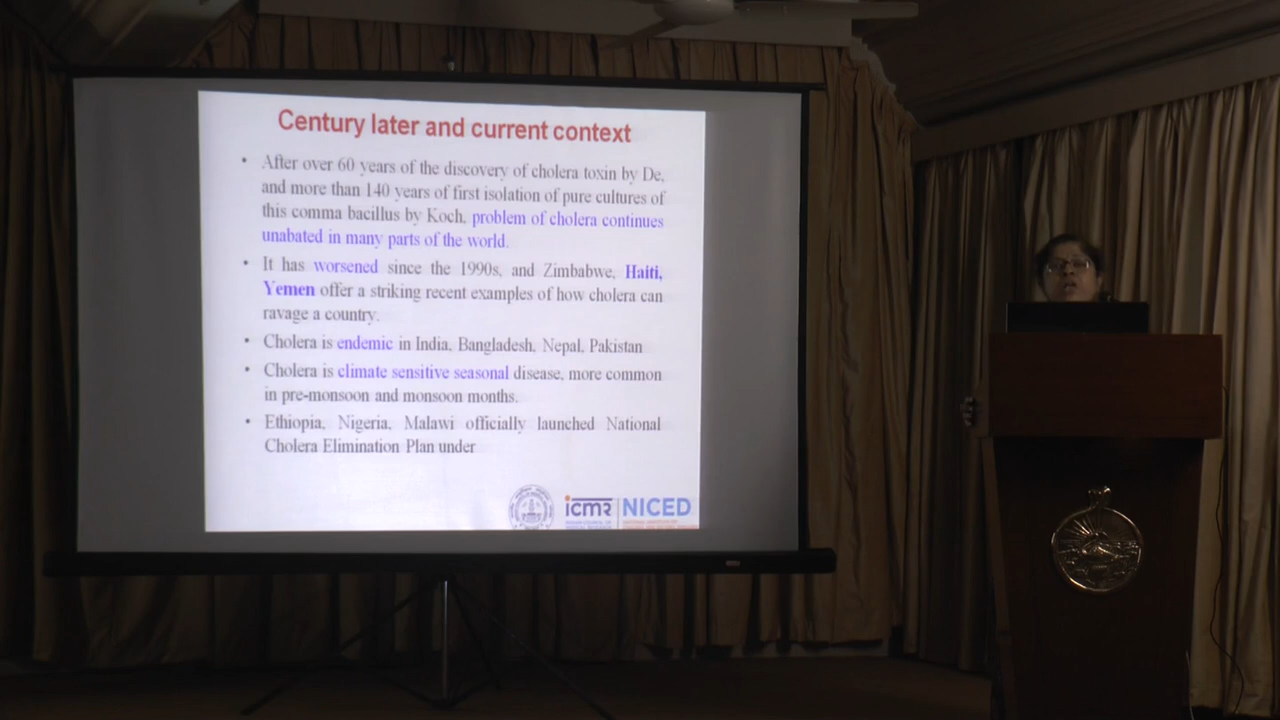 Century later and current context
• After over 60 years of the discovery of cholera toxin by De,
and more than 140 years of first isolation of pure cultures of
this comma bacillus by Koch, problem of cholera continues
unabated in many parts of the world.
• It has worsened since the 1990s, and Zimbabwe, Haiti,
Yemen offer a striking recent examples of how cholera can
ravage a country.
• Cholera is endemic in India, Bangladesh, Nepal, Pakistan
• Cholera is climate sensitive seasonal disease, more common
in pre-monsoon and monsoon months.
• Ethiopia, Nigeria, Malawi officially launched National
Cholera Elimination Plan under
icmr NICED